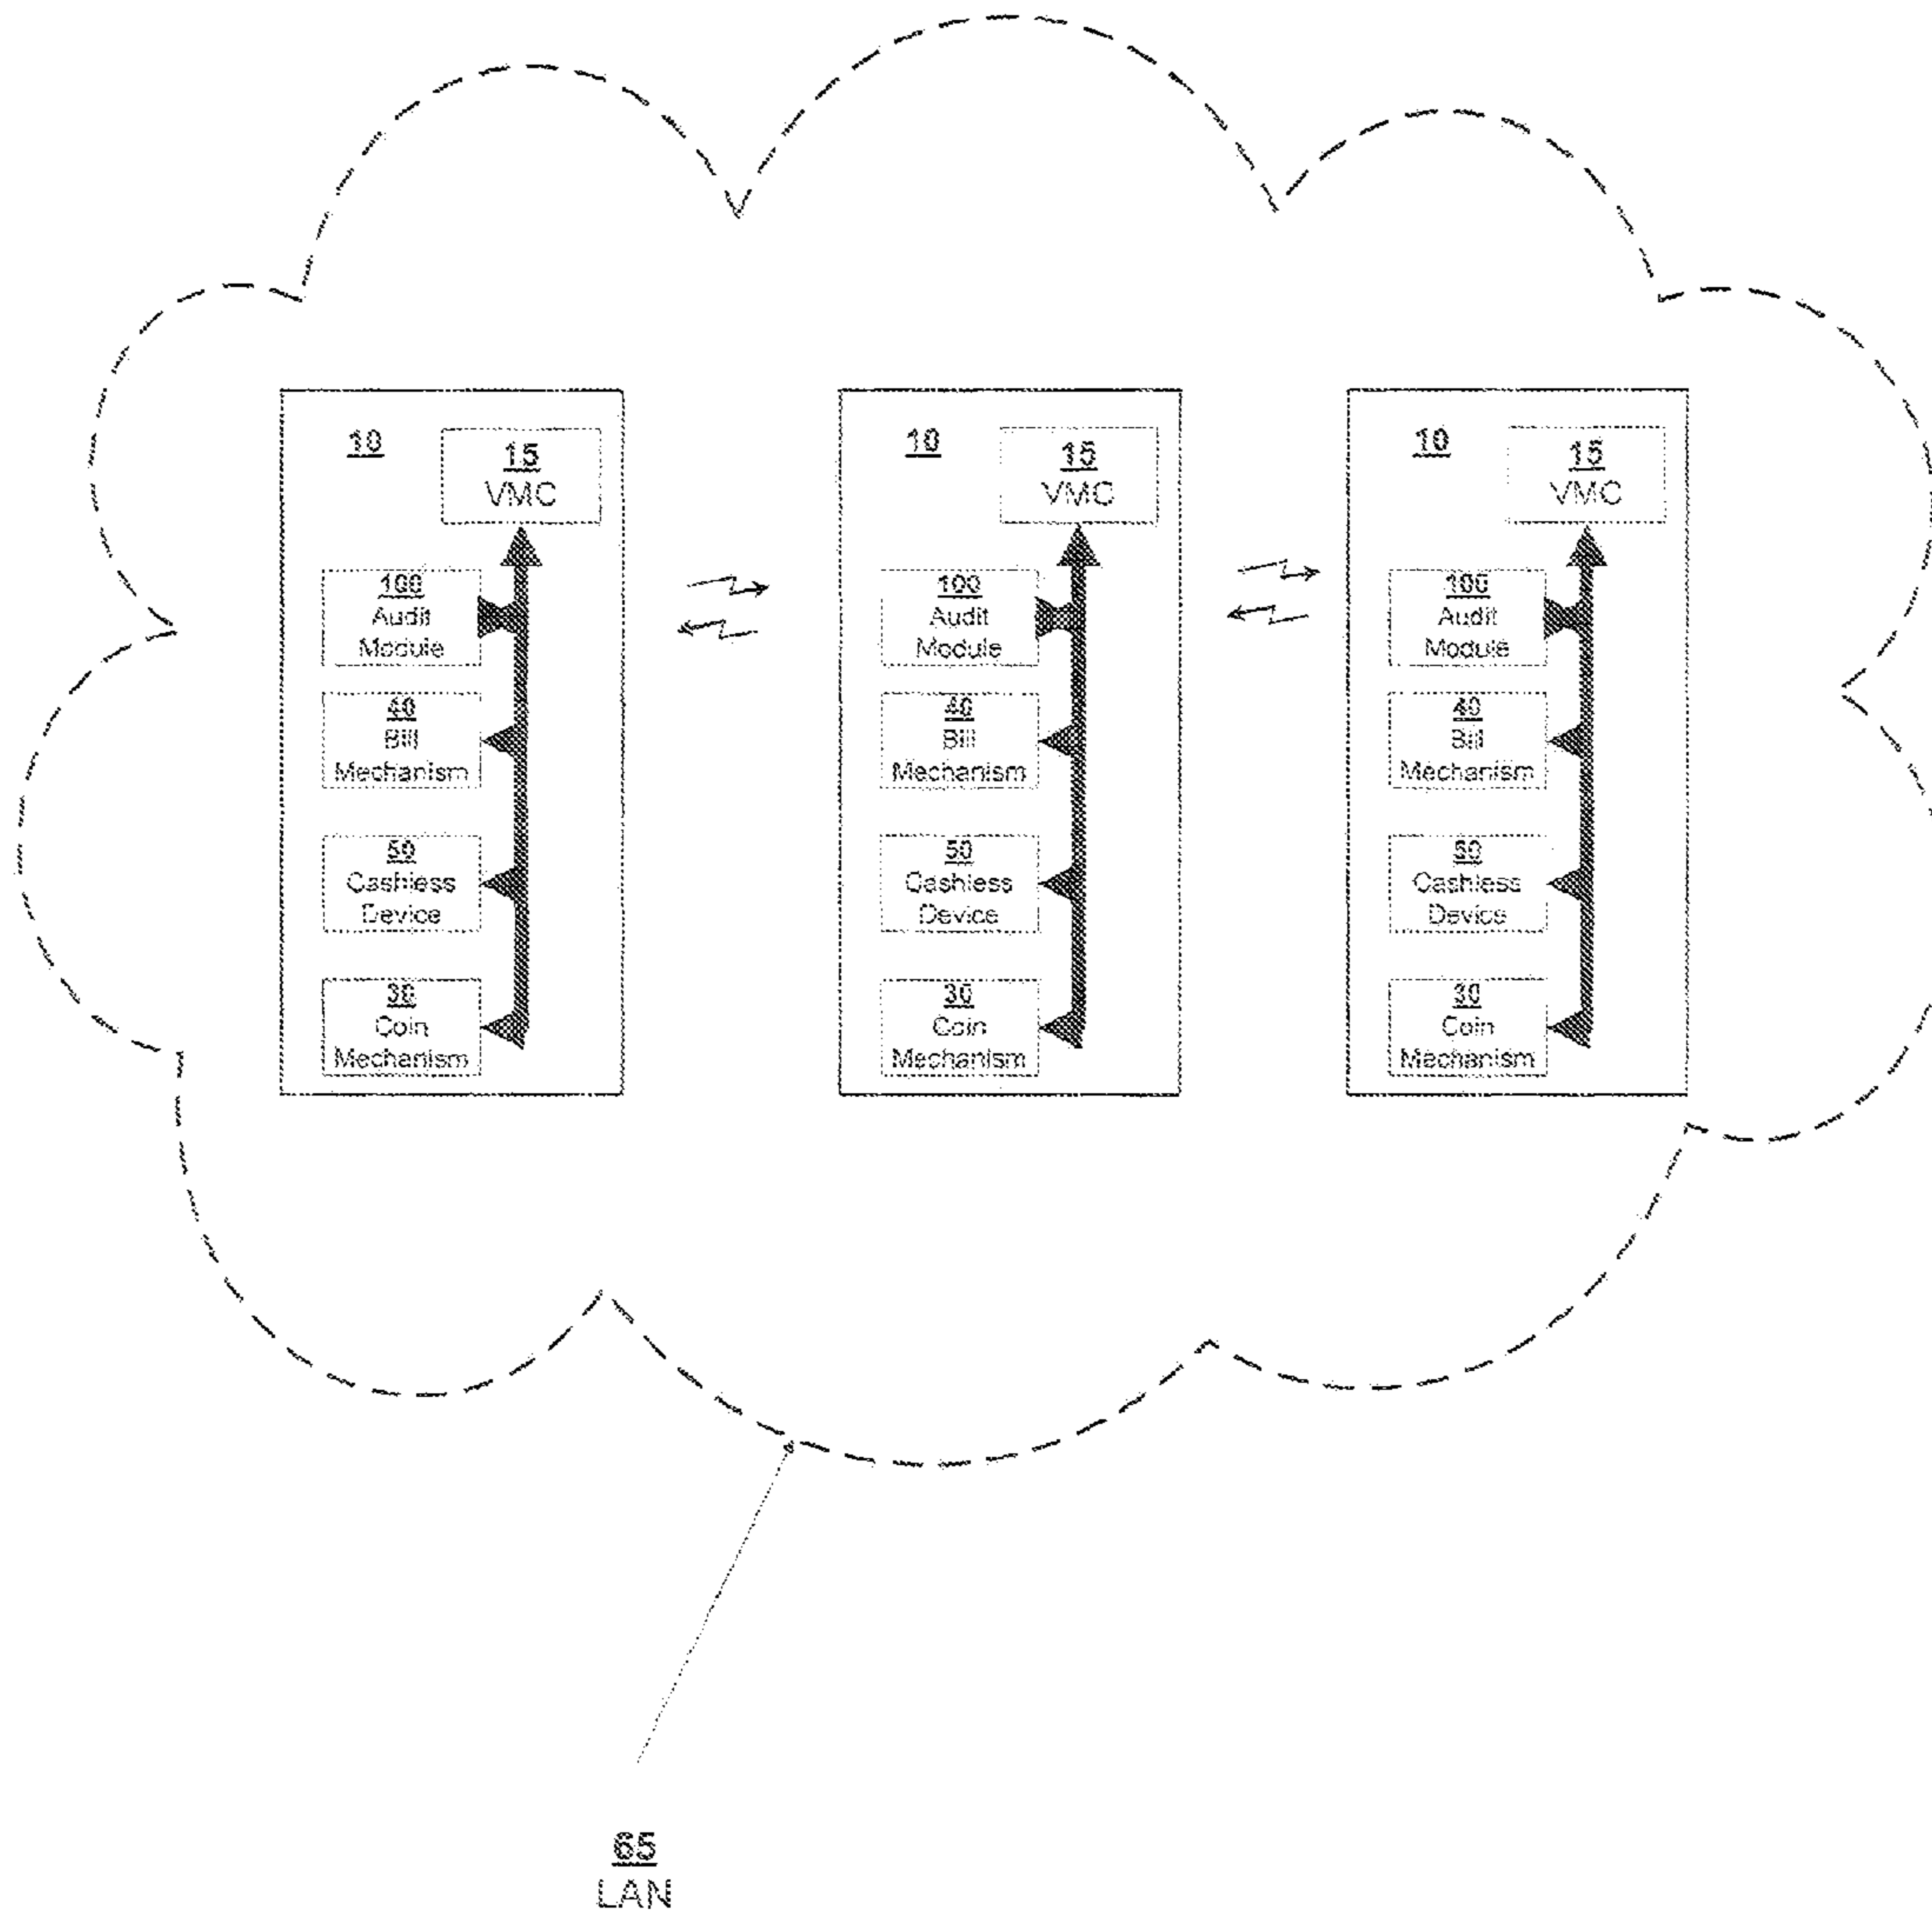 10
15
VMC
100
Audit
Module
40
Bill
Mechanism
50
Cashless
Device
30
Coin
Mechanism
10
15
VMC
100
Audit
Module
40
Bill
Mechanism
50
Cashless
Device
30
Coin
Mechanism
10
15
VMC
100
Audit
Module
40
Bill
Mechanism
50
Cashless
Device
30
Coin
Mechanism
65
LAN